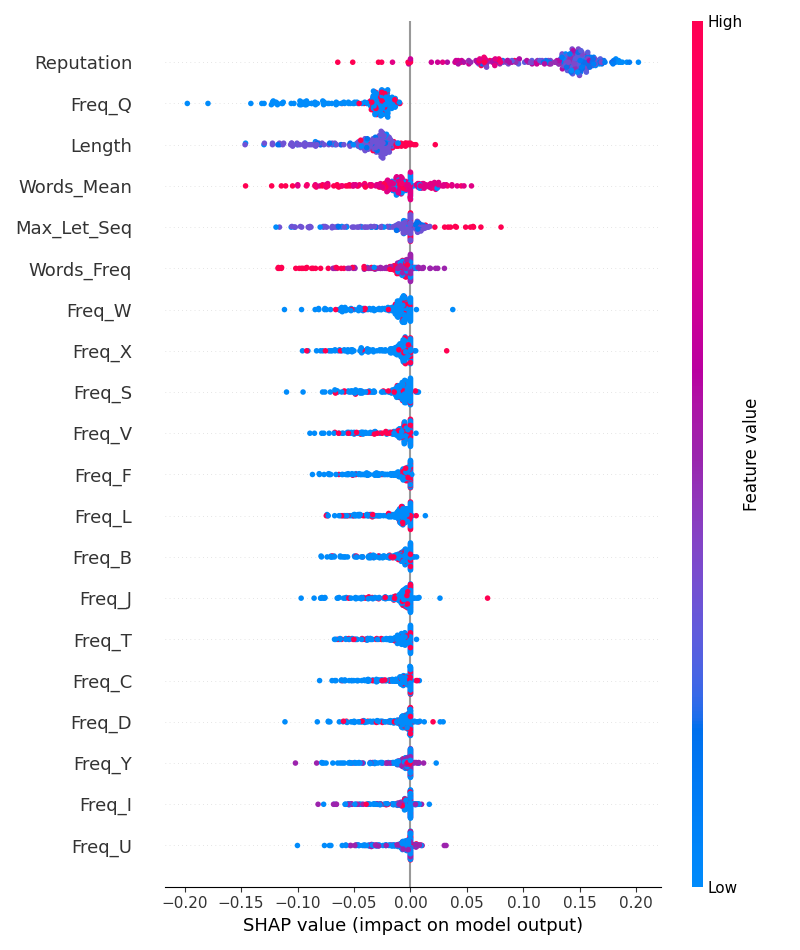 High
Reputation
Freq_Q
Length
Words_Mean
Max_Let_Seq
Words_Freq
Freq_W
Freq_X
Freq_S
Freq_V
Freq_F
Freq_L
Freq_B
Freq_J
Freq_T
Freq_C
Freq_D
Freq_Y
Freq_I
Freq_U
Feature value
Low
−0.20 −0.15 −0.10 −0.05 0.00 0.05 0.10 0.15 0.20
SHAP value (impact on model output)